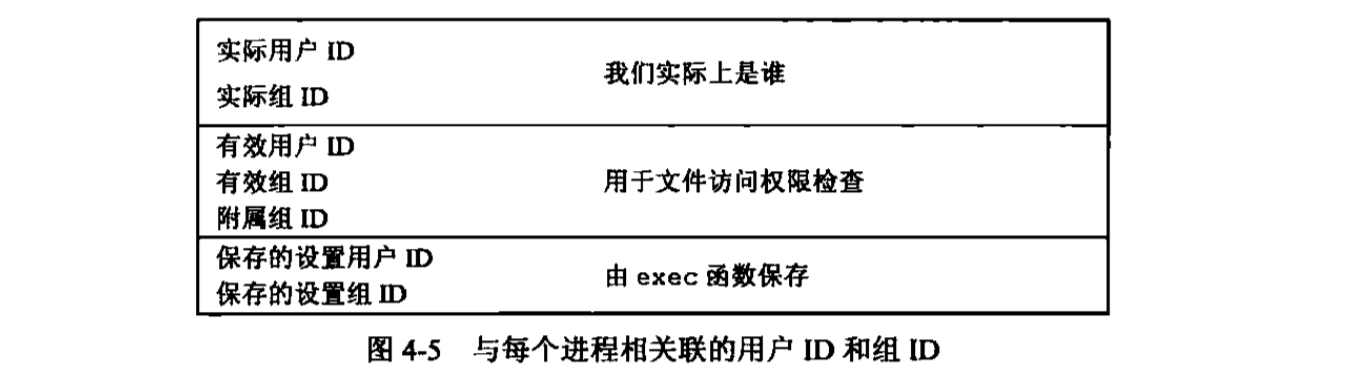 实际用户 ID
实际组 ID
我们实际上是谁
有效用户 ID
有效组 ID
附属组 ID
用于文件访问权限检查
保存的设置用户 ID
保存的设置组 ID
由 exec 函数保存
图 4-5 与每个进程相关联的用户 ID 和组 ID